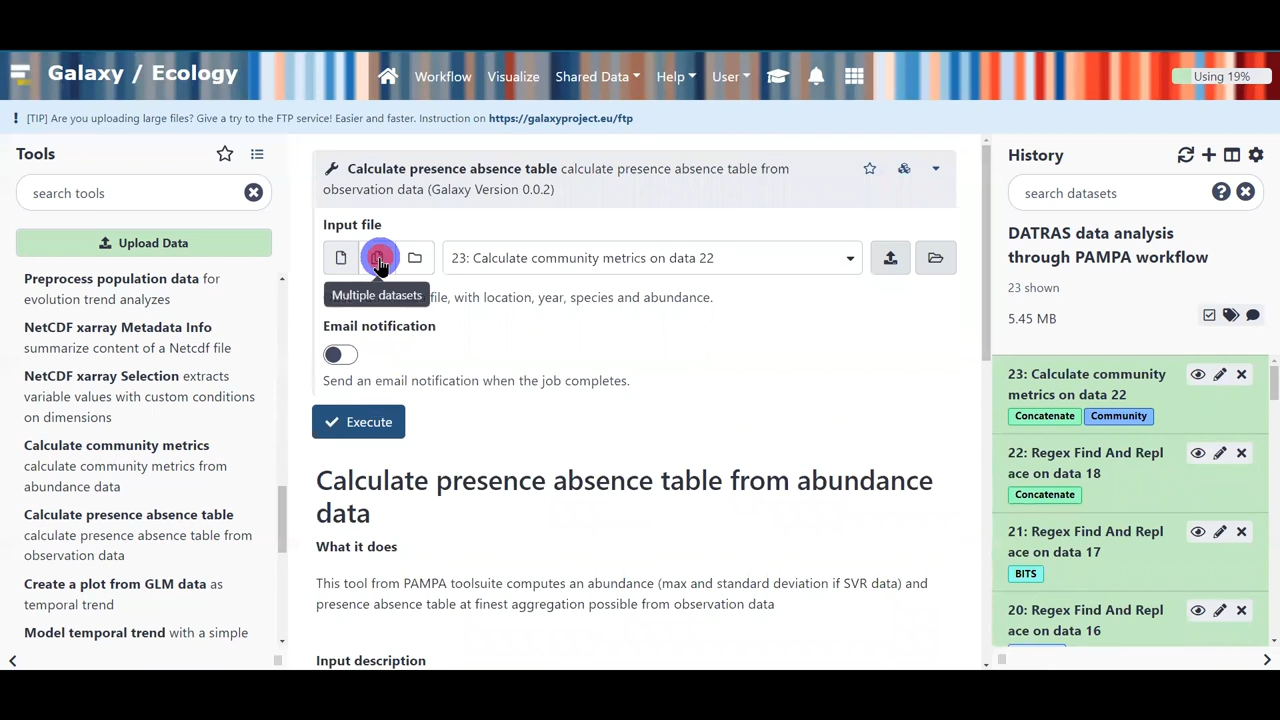 Galaxy / Ecology
Workflow
Visualize
Shared Data
Help
User
Using 19%
[TIP] Are you uploading large files? Give a try to the FTP service! Easier and faster. Instruction on https://galaxyproject.eu/ftp
Tools
search tools
Upload Data
Preprocess population data for
evolution trend analyzes
NetCDF xarray Metadata Info
summarize content of a Netcdf file
NetCDF xarray Selection extracts
variable values with custom conditions
on dimensions
Calculate community metrics
calculate community metrics from
abundance data
Calculate presence absence table
calculate presence absence table from
observation data
Create a plot from GLM data as
temporal trend
Model temporal trend with a simple
Calculate presence absence table calculate presence absence table from
observation data (Galaxy Version 0.0.2)
Input file
23: Calculate community metrics on data 22
Multiple datasets
file, with location, year, species and abundance.
Email notification
Send an email notification when the job completes.
Execute
Calculate presence absence table from abundance
data
What it does
This tool from PAMPA toolsuite computes an abundance (max and standard deviation if SVR data) and
presence absence table at finest aggregation possible from observation data
Input description
History
search datasets
DATRAS data analysis
through PAMPA workflow
23 shown
5.45 MB
23: Calculate community
metrics on data 22
Concatenate
Community
22: Regex Find And Repl
ace on data 18
Concatenate
21: Regex Find And Repl
ace on data 17
BITS
20: Regex Find And Repl
ace on data 16